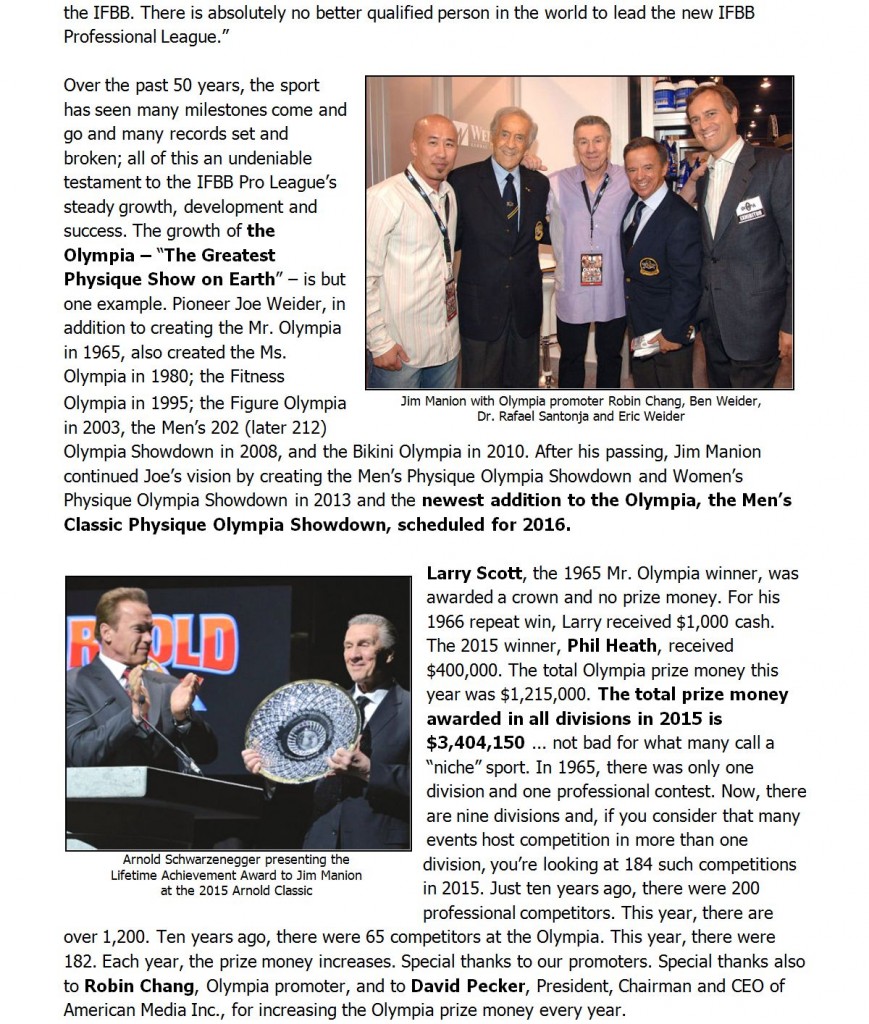 the IFBB. There is absolutely no better qualified person in the world to lead the new IFBB
Professional League.”
Over the past 50 years, the sport
has seen many milestones come and
go and many records set and
broken; all of this an undeniable
testament to the IFBB Pro League’s
steady growth, development and
success. The growth of the
Olympia – “The Greatest
Physique Show on Earth” – is but
one example. Pioneer Joe Weider, in
addition to creating the Mr. Olympia
in 1965, also created the Ms.
Olympia in 1980; the Fitness
Olympia in 1995; the Figure Olympia
in 2003, the Men’s 202 (later 212)
Olympia Showdown in 2008, and the Bikini Olympia in 2010. After his passing, Jim Manion
continued Joe’s vision by creating the Men’s Physique Olympia Showdown and Women’s
Physique Olympia Showdown in 2013 and the newest addition to the Olympia, the Men’s
Classic Physique Olympia Showdown, scheduled for 2016.
Jim Manion with Olympia promoter Robin Chang, Ben Weider,
Dr. Rafael Santonja and Eric Weider
Larry Scott, the 1965 Mr. Olympia winner, was
awarded a crown and no prize money. For his
1966 repeat win, Larry received $1,000 cash.
The 2015 winner, Phil Heath, received
$400,000. The total Olympia prize money this
year was $1,215,000. The total prize money
awarded in all divisions in 2015 is
$3,404,150 ... not bad for what many call a
“niche” sport. In 1965, there was only one
division and one professional contest. Now, there
are nine divisions and, if you consider that many
events host competition in more than one
division, you’re looking at 184 such competitions
in 2015. Just ten years ago, there were 200
professional competitors. This year, there are
over 1,200. Ten years ago, there were 65 competitors at the Olympia. This year, there were
182. Each year, the prize money increases. Special thanks to our promoters. Special thanks also
to Robin Chang, Olympia promoter, and to David Pecker, President, Chairman and CEO of
American Media Inc., for increasing the Olympia prize money every year.
Arnold Schwarzenegger presenting the
Lifetime Achievement Award to Jim Manion
at the 2015 Arnold Classic